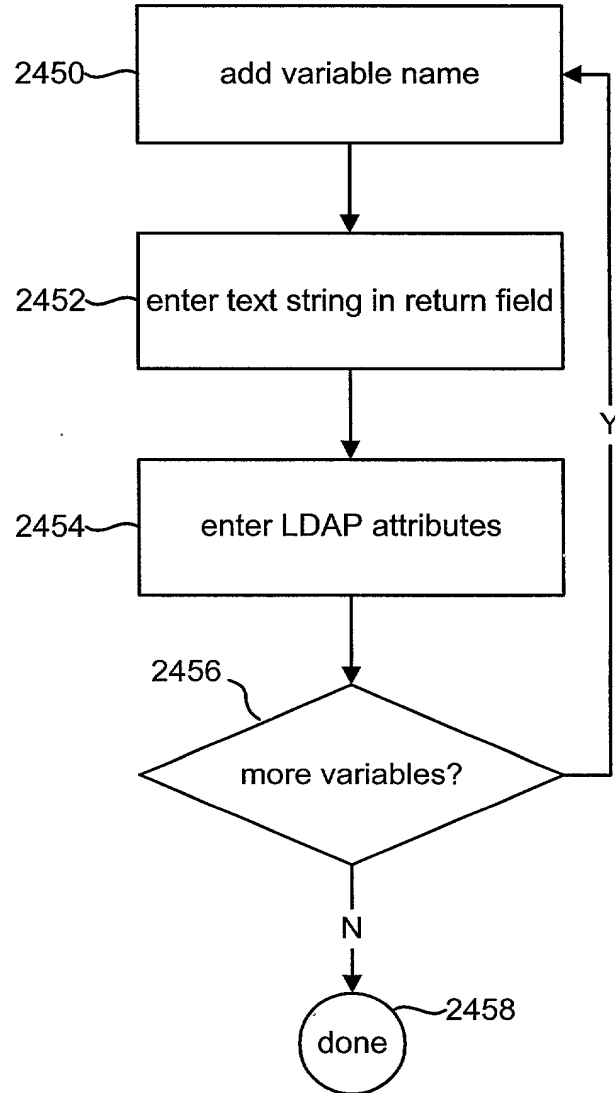 2450
add variable name
2452
enter text string in return field
2454
enter LDAP attributes
Y
2456
more variables?
N
2458
done